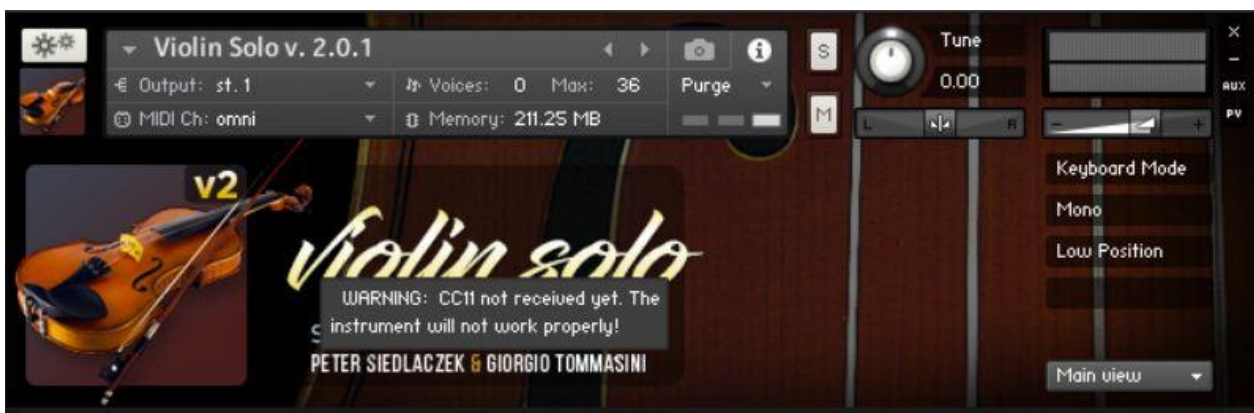 Violin Solo v. 2.0.1
Output: st. 1
Voices: 0 Max: 36
Purge
MIDI Ch: omni
Memory: 211.25 MB
S
M
Tune
0.00
L R
- +
×
-
AUX
PV
v2
violin solo
WARNING: CC11 not received yet. The
instrument will not work properly!
PETER SIEDLACZEK & GIORGIO TOMMASINI
Keyboard Mode
Mono
Low Position
Main view